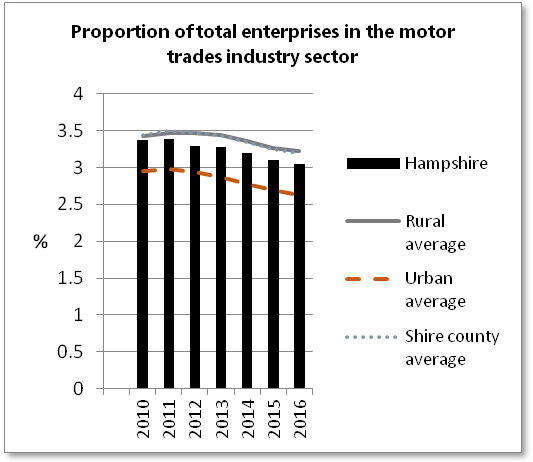 Proportion of total enterprises in the motor
trades industry sector
4
3.5
3
2.5
2
1.5
1
0.5
0
%
2010
2011
2012
2013
2014
2015
2016
Hampshire
Rural
average
Urban
average
Shire county
average